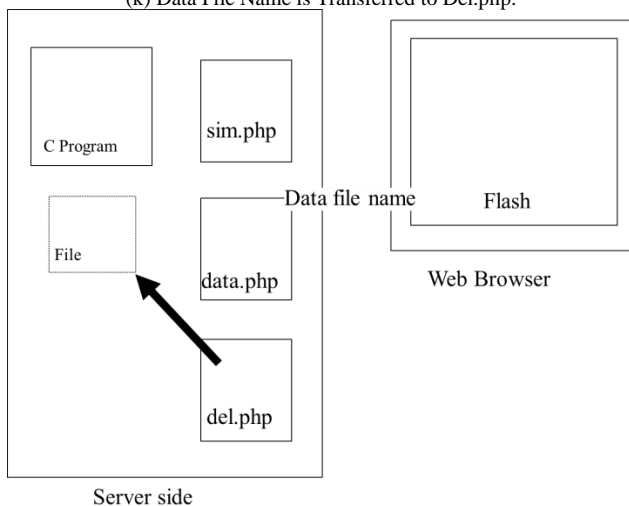 (k) Data File Name is Transferred to Del.php.
C Program
sim.php
Data file name
Flash
File
data.php
Web Browser
del.php
Server side